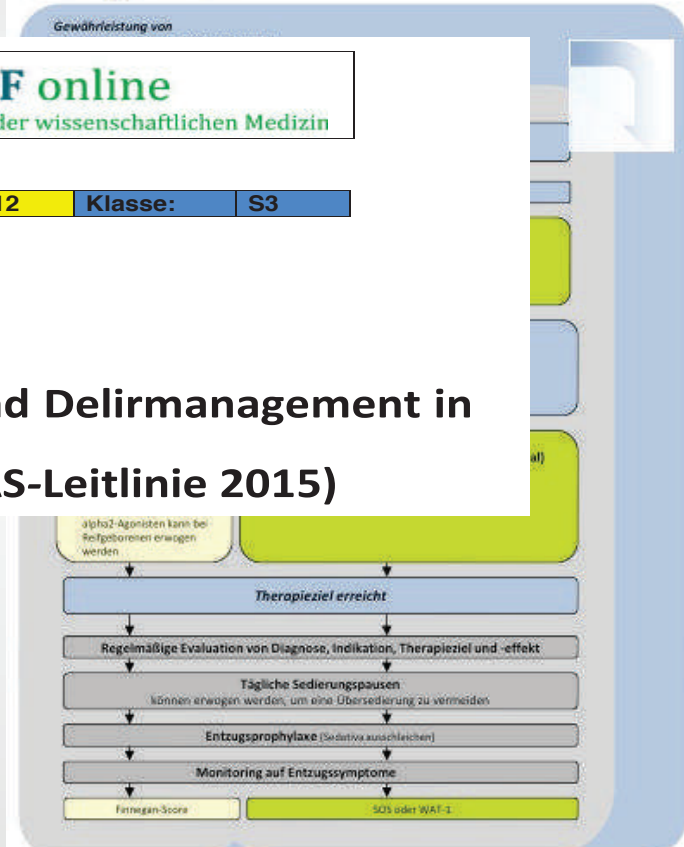 Gewährleistung von
F online
der wissenschaftlichen Medizin
12 Klasse: S3
nd Delirmanagement in
AS-Leitlinie 2015)
al)
alpha2-Agonisten kann bei
Reifgeborenen erwogen
werden
Therapieziel erreicht
Regelmäßige Evaluation von Diagnose, Indikation, Therapieziel und -effekt
Tägliche Sedierungspausen
können erwogen werden, um eine Übersedierung zu vermeiden
Entzugsprophylaxe (Sedativa ausschleichen)
Monitoring auf Entzugssymptome
Finnegan-Score
SOS oder WAT-1